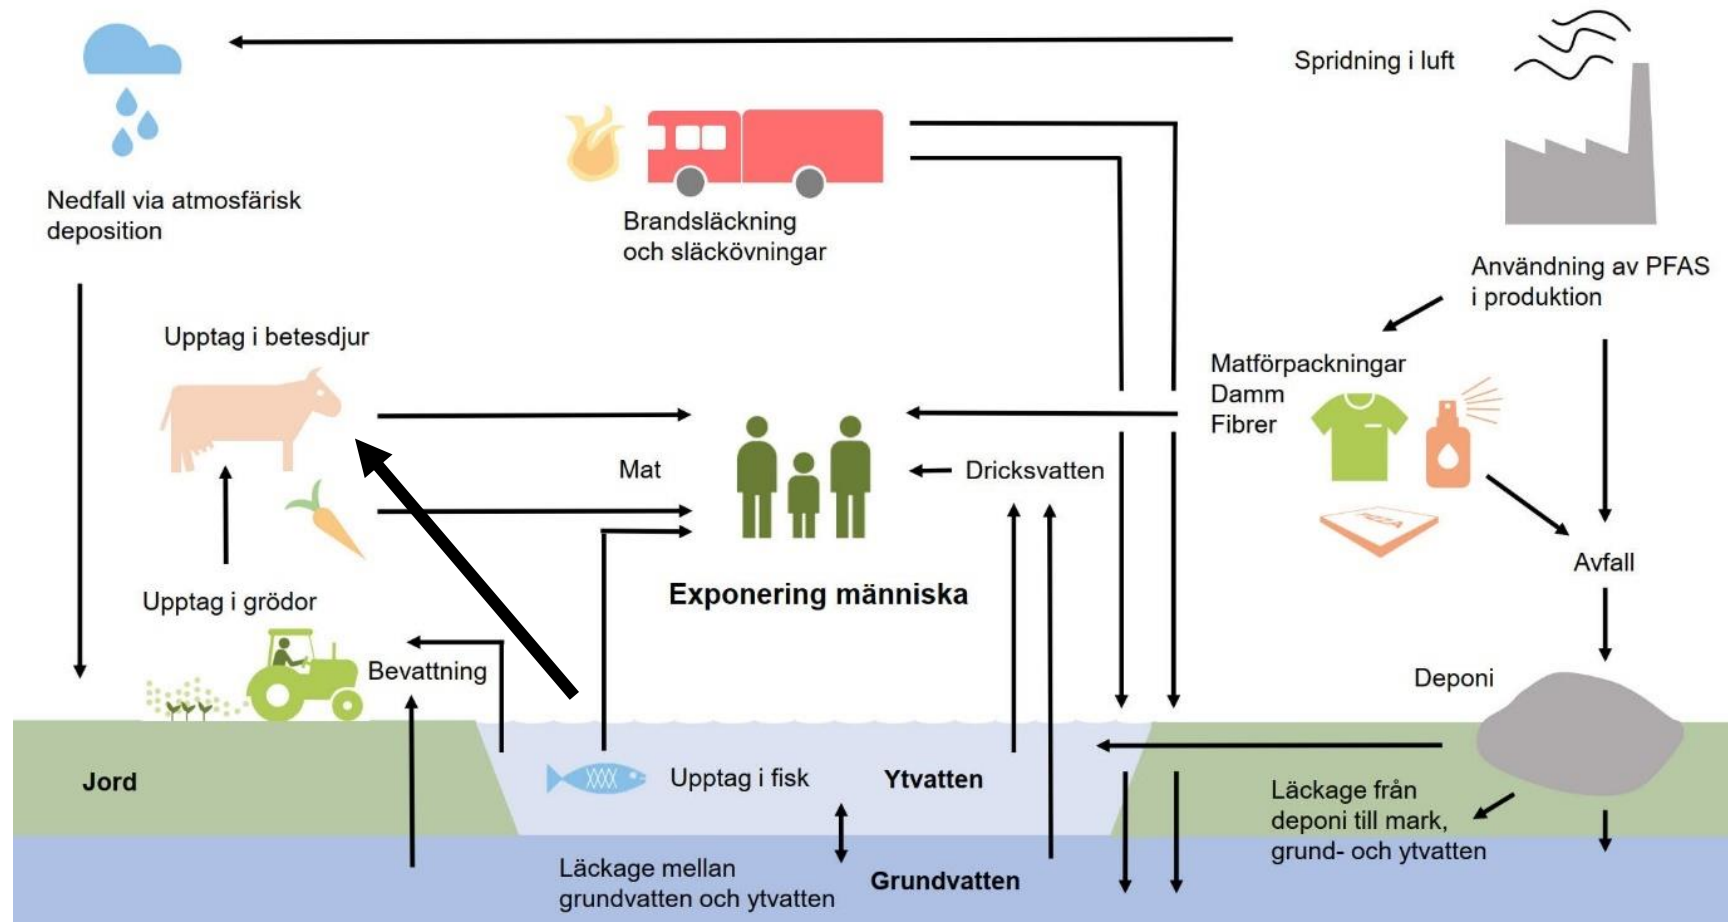 Spridning i luft
Nedfall via atmosfärisk
deposition
Brandsläckning
och släckövningar
Användning av PFAS
i produktion
Upptag i betesdjur
Matförpackningar
Damm
Fibrer
Mat
Dricksvatten
PIZZA
Exponering människa
Avfall
Upptag i grödor
Bevattning
Deponi
Jord
Upptag i fisk
Ytvatten
Läckage från
deponi till mark,
grund- och ytvatten
Läckage mellan
grundvatten och ytvatten
Grundvatten